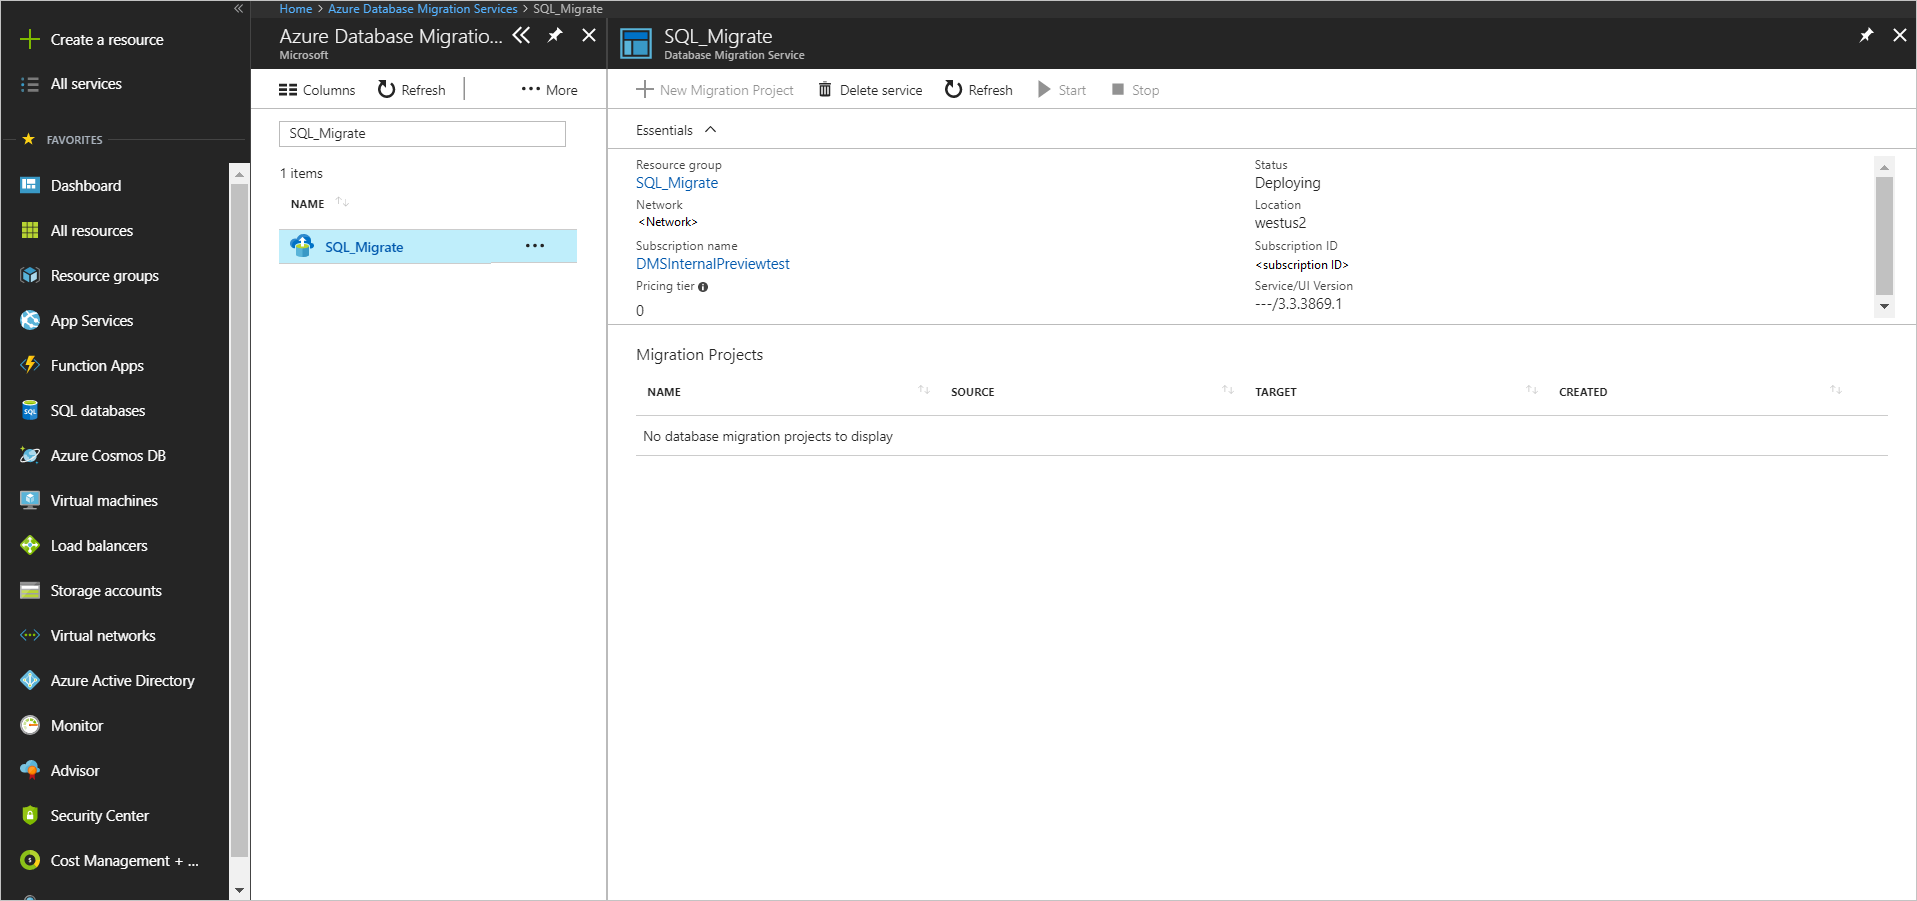 Create a resource
All services
FAVORITES
Dashboard
All resources
Resource groups
App Services
Function Apps
SQL databases
Azure Cosmos DB
Virtual machines
Load balancers
Storage accounts
Virtual networks
Azure Active Directory
Monitor
Advisor
Security Center
Cost Management + ...
Home > Azure Database Migration Services > SQL_Migrate
Azure Database Migratio...
Microsoft
Columns Refresh More
SQL_Migrate
1 items
NAME
SQL_Migrate
SQL_Migrate
Database Migration Service
New Migration Project Delete service Refresh Start Stop
Essentials
Resource group
SQL_Migrate
Network
<Network>
Subscription name
DMSInternalPreviewtest
Pricing tier
0
Status
Deploying
Location
westus2
Subscription ID
<subscription ID>
Service/UI Version
---/3.3.3869.1
Migration Projects
NAME SOURCE TARGET CREATED
No database migration projects to display